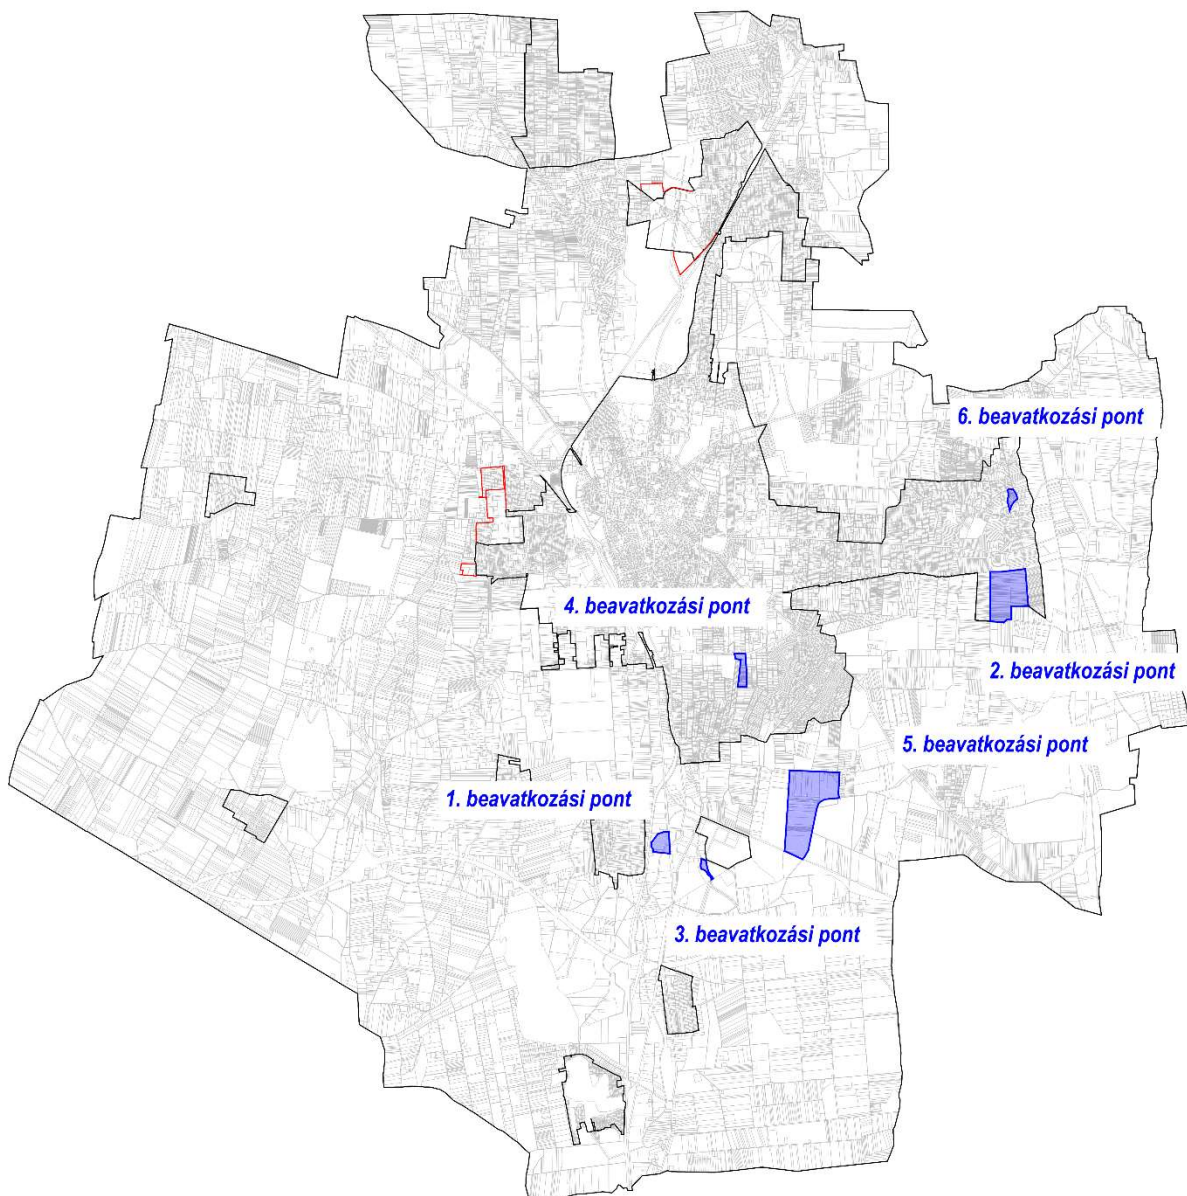 6. beavatkozási pont
4. beavatkozási pont
2. beavatkozási pont
5. beavatkozási pont
1. beavatkozási pont
3. beavatkozási pont